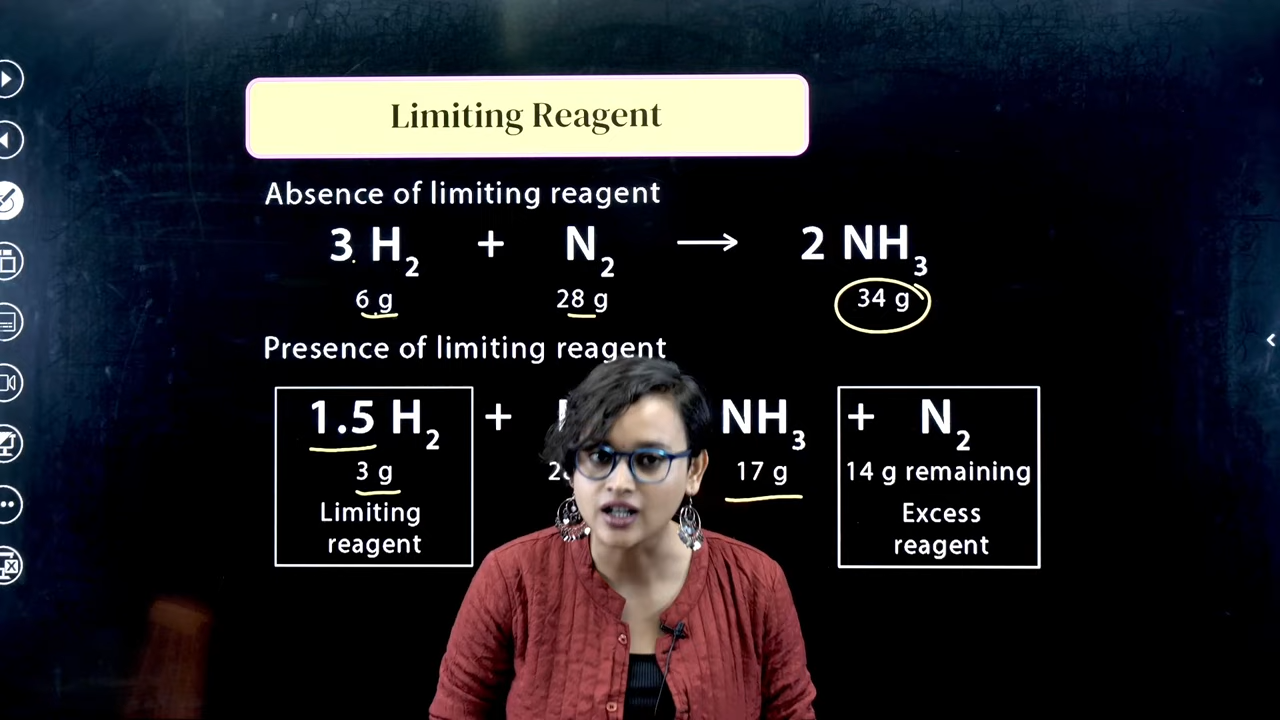 Limiting Reagent
Absence of limiting reagent
3 H₂ + N₂ ⟶ 2 NH₃
6 g 28 g 34 g
Presence of limiting reagent
1.5 H₂ + NH₃ + N₂
3 g 17 g 14 g remaining
Limiting reagent
Excess reagent